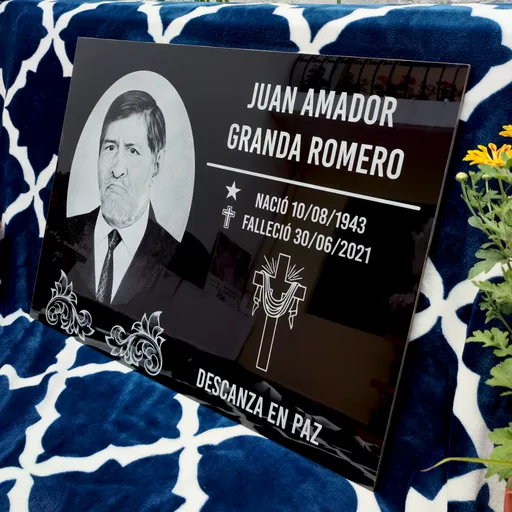 JUAN AMADOR
GRANDA ROMERO
NACIÓ 10/08/1943
FALLECIÓ 30/06/2021
DESCANZA EN PAZ